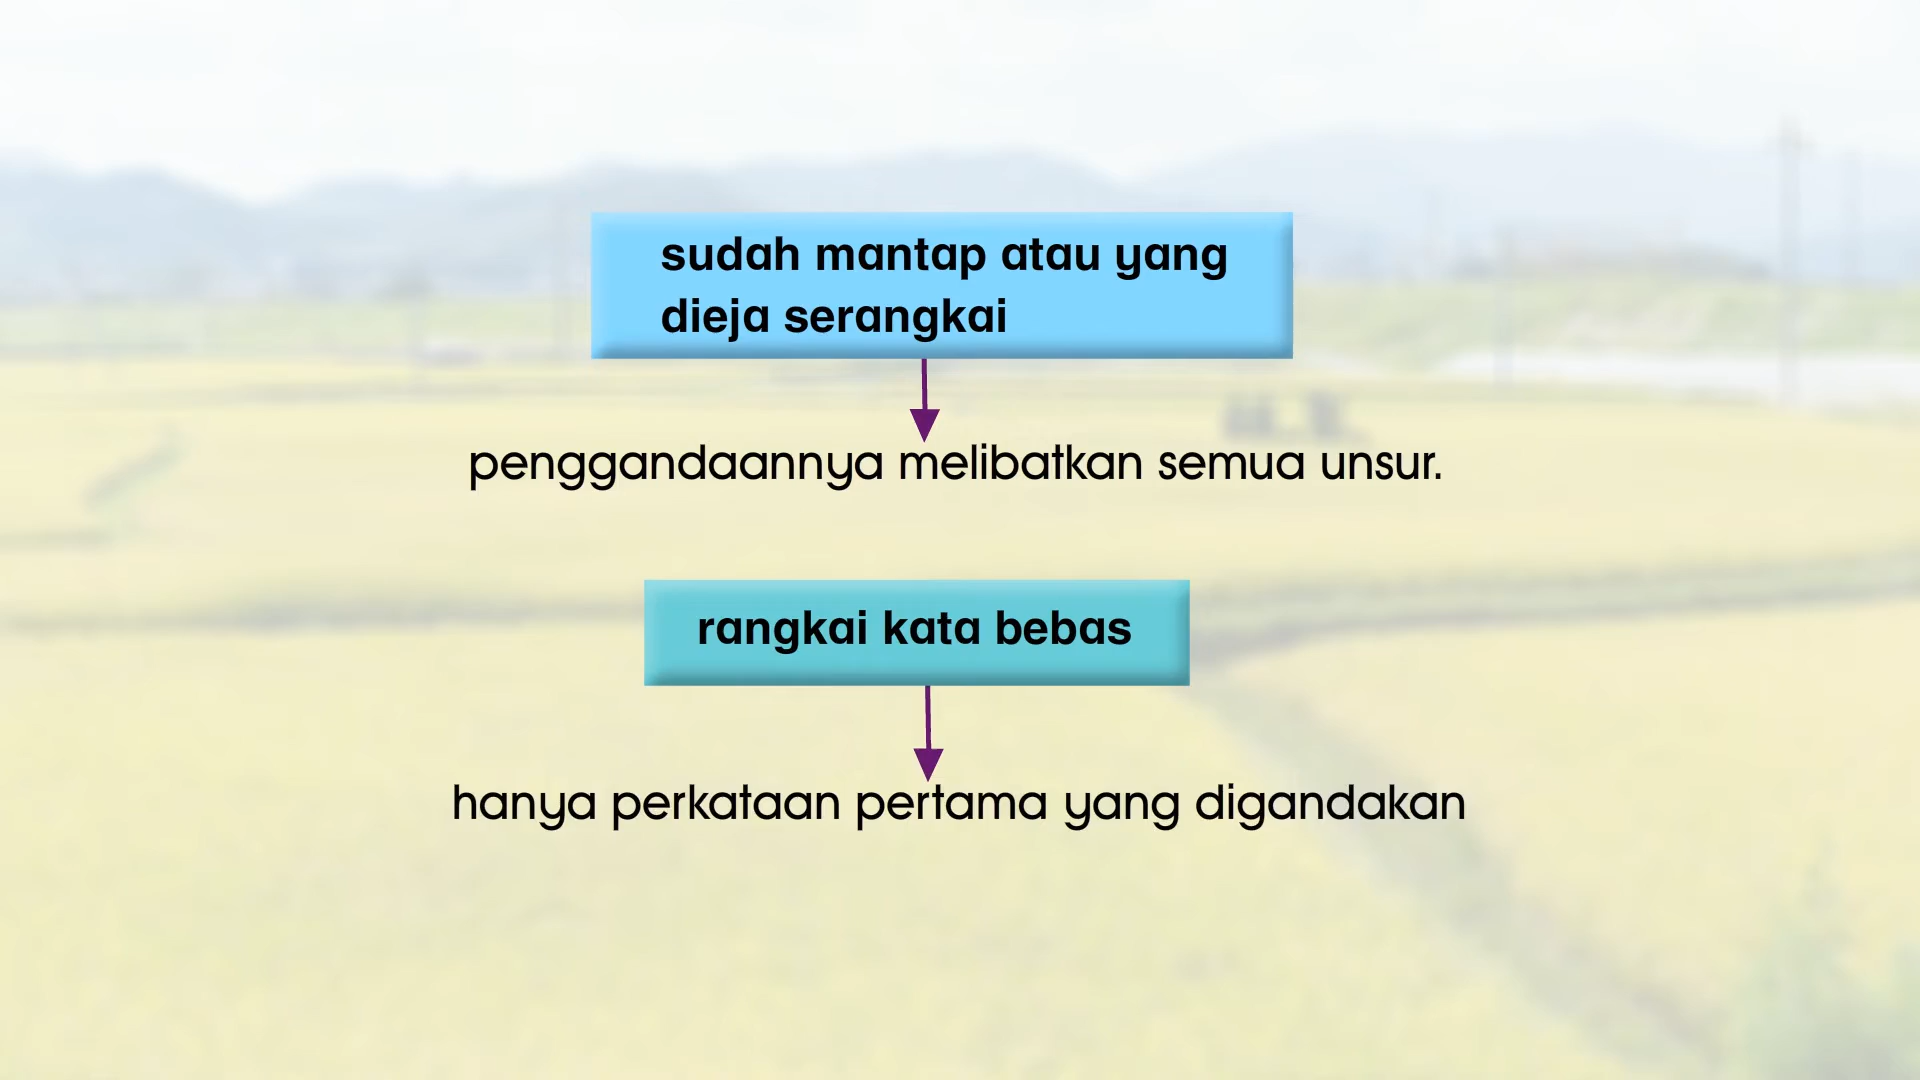 sudah mantap atau yang
dieja serangkai
penggandaannya melibatkan semua unsur.
rangkai kata bebas
hanya perkataan pertama yang digandakan